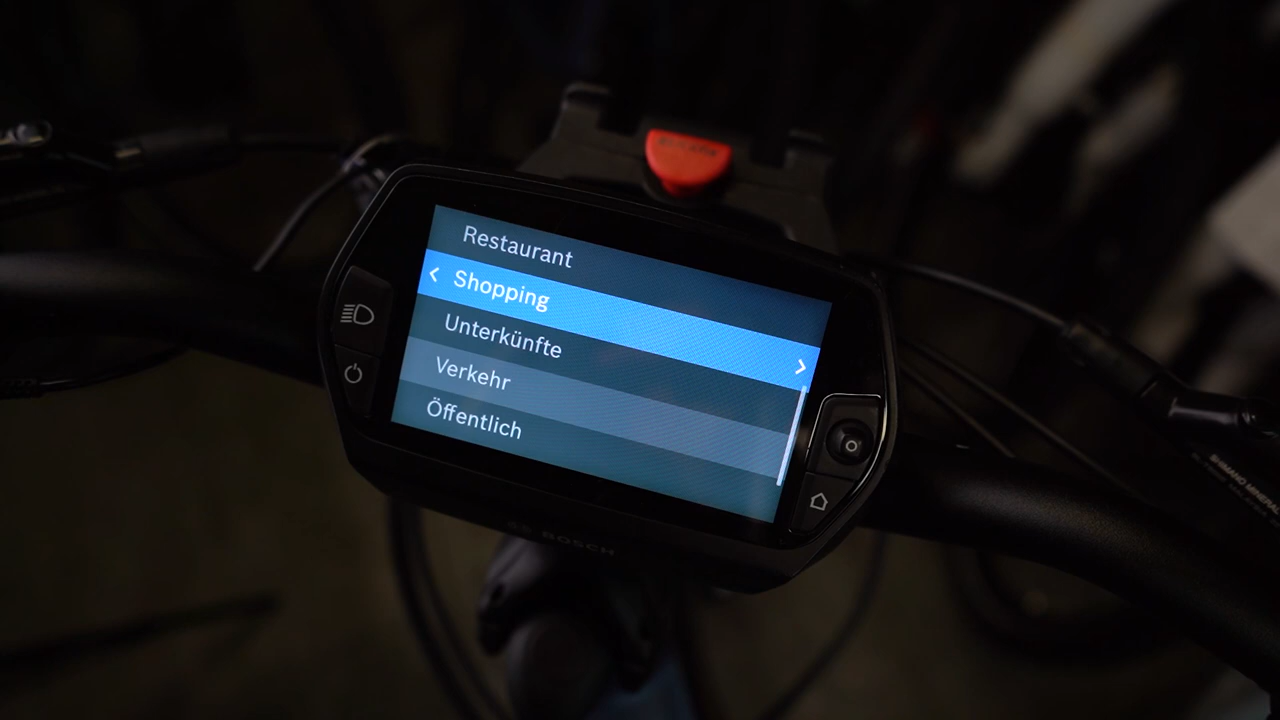 Restaurant
Shopping
Unterkünfte
Verkehr
Öffentlich
BOSCH